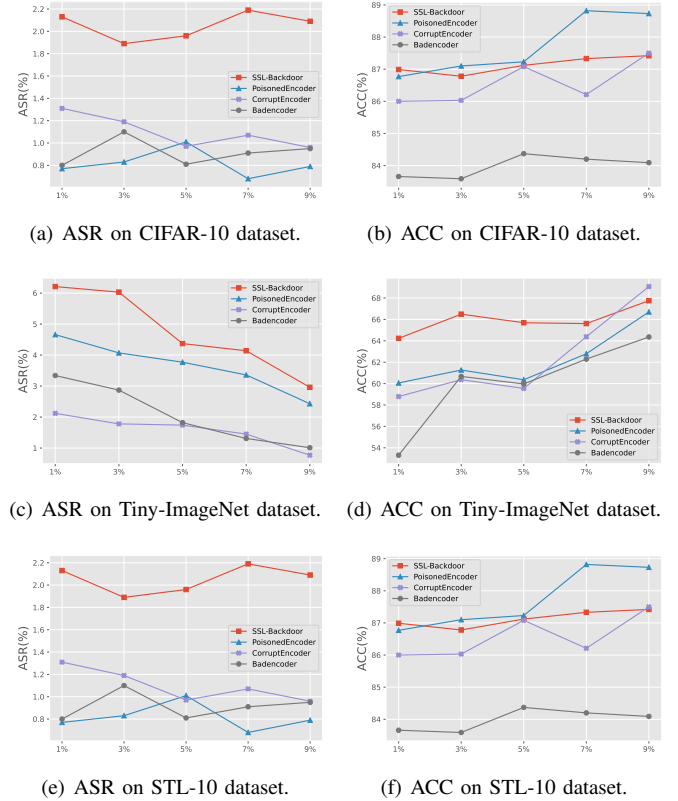 2.2
2.0
1.8
1.6
1.4
1.2
1.0
0.8
ASR(%)
SSL-Backdoor
PoisonedEncoder
CorruptEncoder
Badencoder
1% 3% 5% 7% 9%
(a) ASR on CIFAR-10 dataset.
89
88
87
86
85
84
ACC(%)
SSL-Backdoor
PoisonedEncoder
CorruptEncoder
Badencoder
1% 3% 5% 7% 9%
(b) ACC on CIFAR-10 dataset.
6
5
4
3
2
1
ASR(%)
SSL-Backdoor
PoisonedEncoder
CorruptEncoder
Badencoder
1% 3% 5% 7% 9%
(c) ASR on Tiny-ImageNet dataset.
68
66
64
62
60
58
56
54
ACC(%)
SSL-Backdoor
PoisonedEncoder
CorruptEncoder
Badencoder
1% 3% 5% 7% 9%
(d) ACC on Tiny-ImageNet dataset.
2.2
2.0
1.8
1.6
1.4
1.2
1.0
0.8
ASR(%)
SSL-Backdoor
PoisonedEncoder
CorruptEncoder
Badencoder
1% 3% 5% 7% 9%
(e) ASR on STL-10 dataset.
89
88
87
86
85
84
ACC(%)
SSL-Backdoor
PoisonedEncoder
CorruptEncoder
Badencoder
1% 3% 5% 7% 9%
(f) ACC on STL-10 dataset.